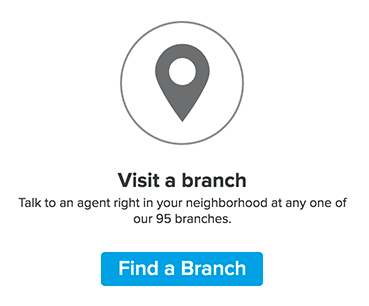 Visit a branch
Talk to an agent right in your neighborhood at any one of
our 95 branches.
Find a Branch